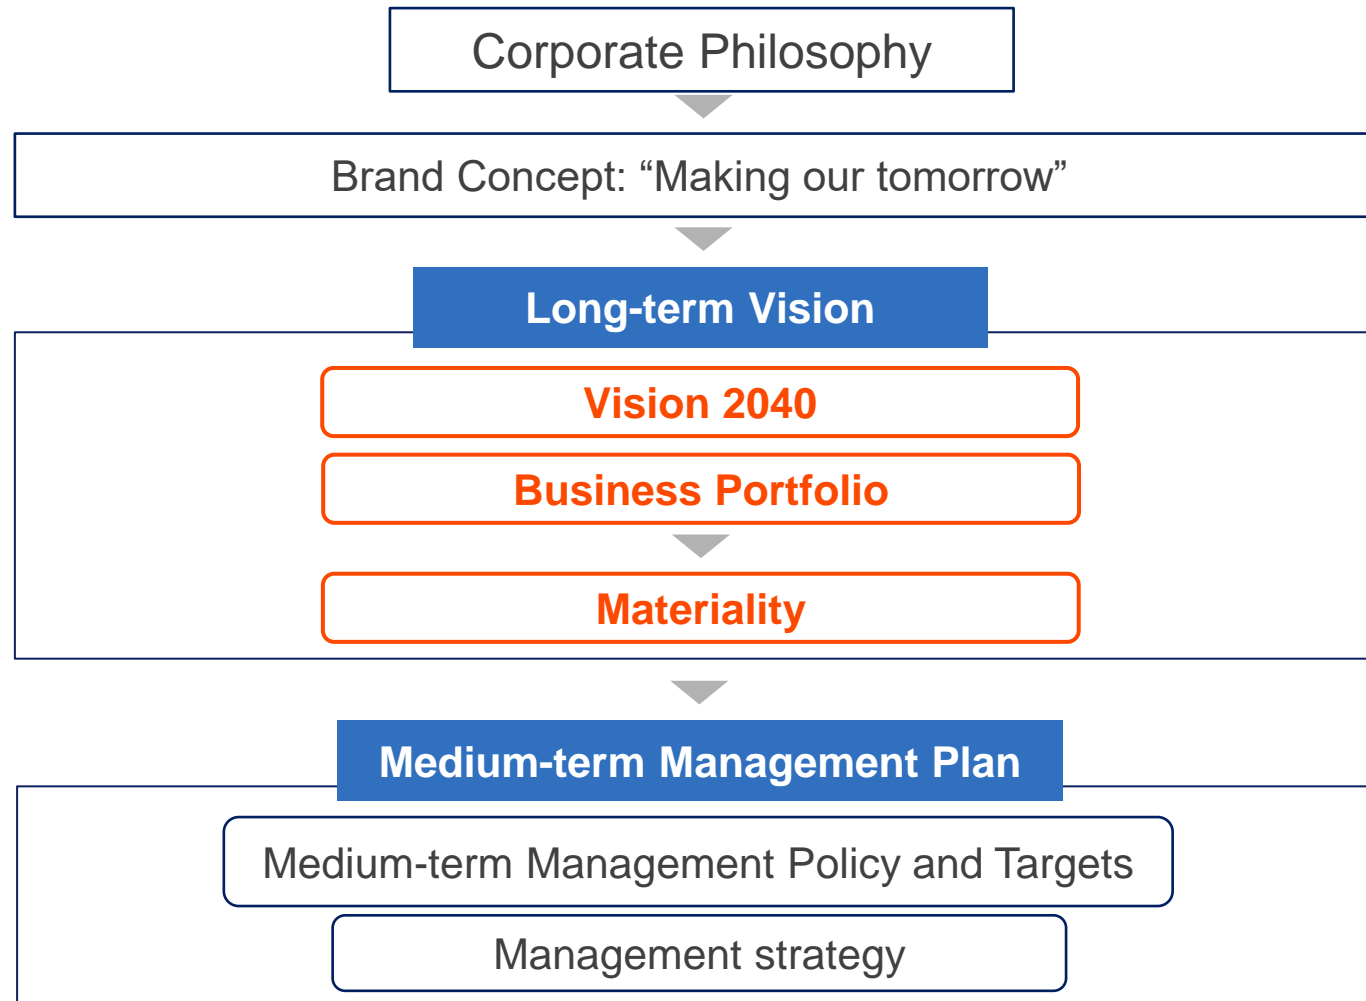 Corporate Philosophy
Brand Concept: “Making our tomorrow”
Long-term Vision
Vision 2040
Business Portfolio
Materiality
Medium-term Management Plan
Medium-term Management Policy and Targets
Management strategy